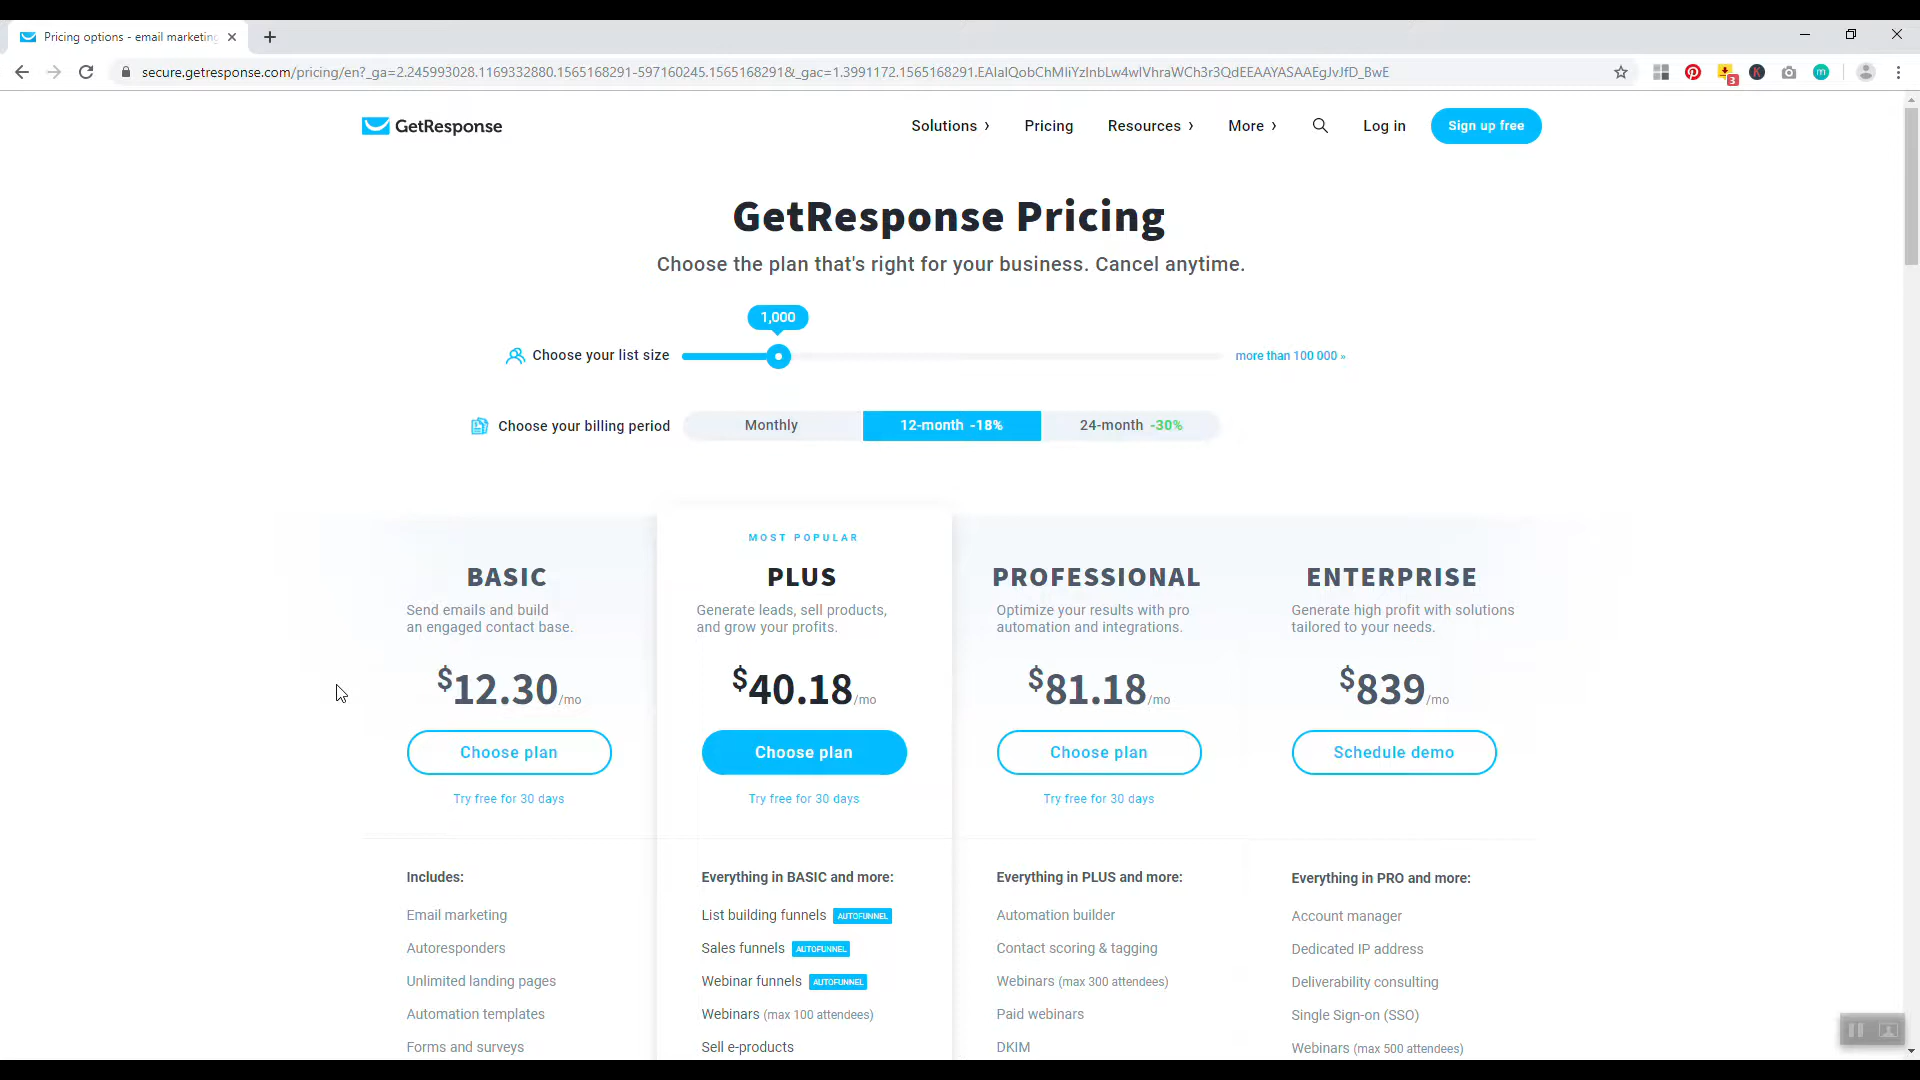 Pricing options - email marketing
secure.getresponse.com/pricing/en?_ga=2.245993028.1169332880.1565168291-597160245.1565168291&_gac=1.3991172.1565168291.EAIaIQobChMIiYzInbLw4wIVhraWCh3r3QdEEAAYASAAEgJvJfD_BwE
3
K
m
GetResponse
Solutions ›
Pricing
Resources ›
More ›
Log in
Sign up free
GetResponse Pricing
Choose the plan that's right for your business. Cancel anytime.
1,000
Choose your list size
more than 100 000 »
Choose your billing period
Monthly
12-month -18%
24-month -30%
BASIC
Send emails and build
an engaged contact base.
$12.30/mo
Choose plan
Try free for 30 days
Includes:
Email marketing
Autoresponders
Unlimited landing pages
Automation templates
Forms and surveys
MOST POPULAR
PLUS
Generate leads, sell products,
and grow your profits.
$40.18/mo
Choose plan
Try free for 30 days
Everything in BASIC and more:
List building funnels AUTOFUNNEL
Sales funnels AUTOFUNNEL
Webinar funnels AUTOFUNNEL
Webinars (max 100 attendees)
Sell e-products
PROFESSIONAL
Optimize your results with pro
automation and integrations.
$81.18/mo
Choose plan
Try free for 30 days
Everything in PLUS and more:
Automation builder
Contact scoring & tagging
Webinars (max 300 attendees)
Paid webinars
DKIM
ENTERPRISE
Generate high profit with solutions
tailored to your needs.
$839/mo
Schedule demo
Everything in PRO and more:
Account manager
Dedicated IP address
Deliverability consulting
Single Sign-on (SSO)
Webinars (max 500 attendees)